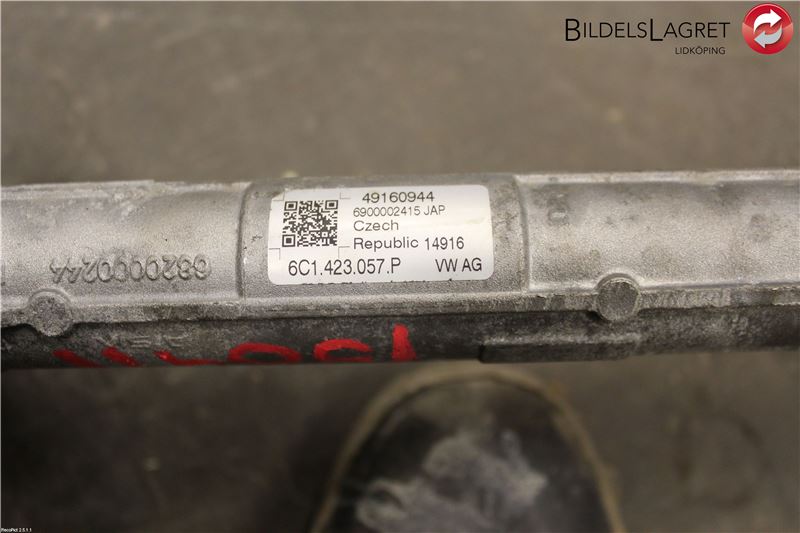 BILDELSLAGRET
LIDKÖPING
49160944
6900002415 JAP
Czech
Republic 14916
6C1.423.057.P VW AG
6820000244